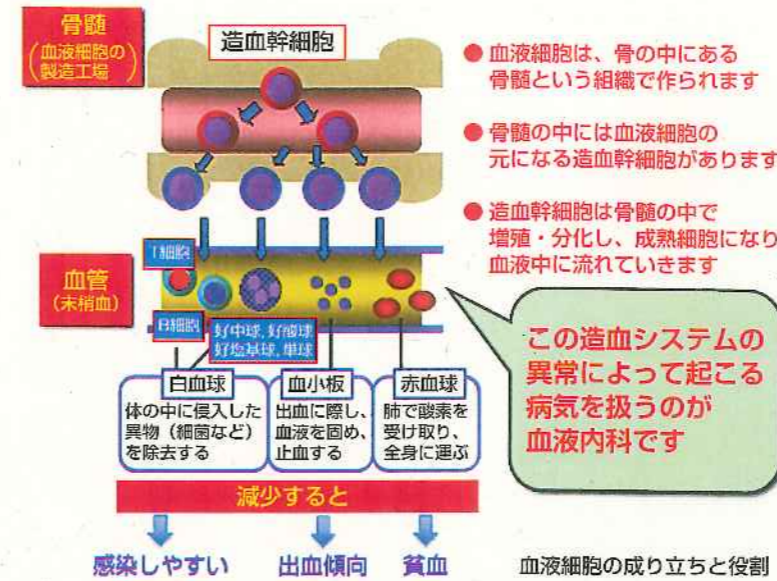 骨髄
(血液細胞の
製造工場)
造血幹細胞
● 血液細胞は、骨の中にある
骨髄という組織で作られます
● 骨髄の中には血液細胞の
元になる造血幹細胞があります
● 造血幹細胞は骨髄の中で
増殖・分化し、成熟細胞になり
血液中に流れていきます
血管
(末梢血)
T細胞
B細胞
好中球,好酸球
好塩基球,単球
白血球
体の中に侵入した
異物(細菌など)
を除去する
血小板
出血に際し、
血液を固め、
止血する
赤血球
肺で酸素を
受け取り、
全身に運ぶ
この造血システムの
異常によって起こる
病気を扱うのが
血液内科です
減少すると
感染しやすい
出血傾向
貧血
血液細胞の成り立ちと役割